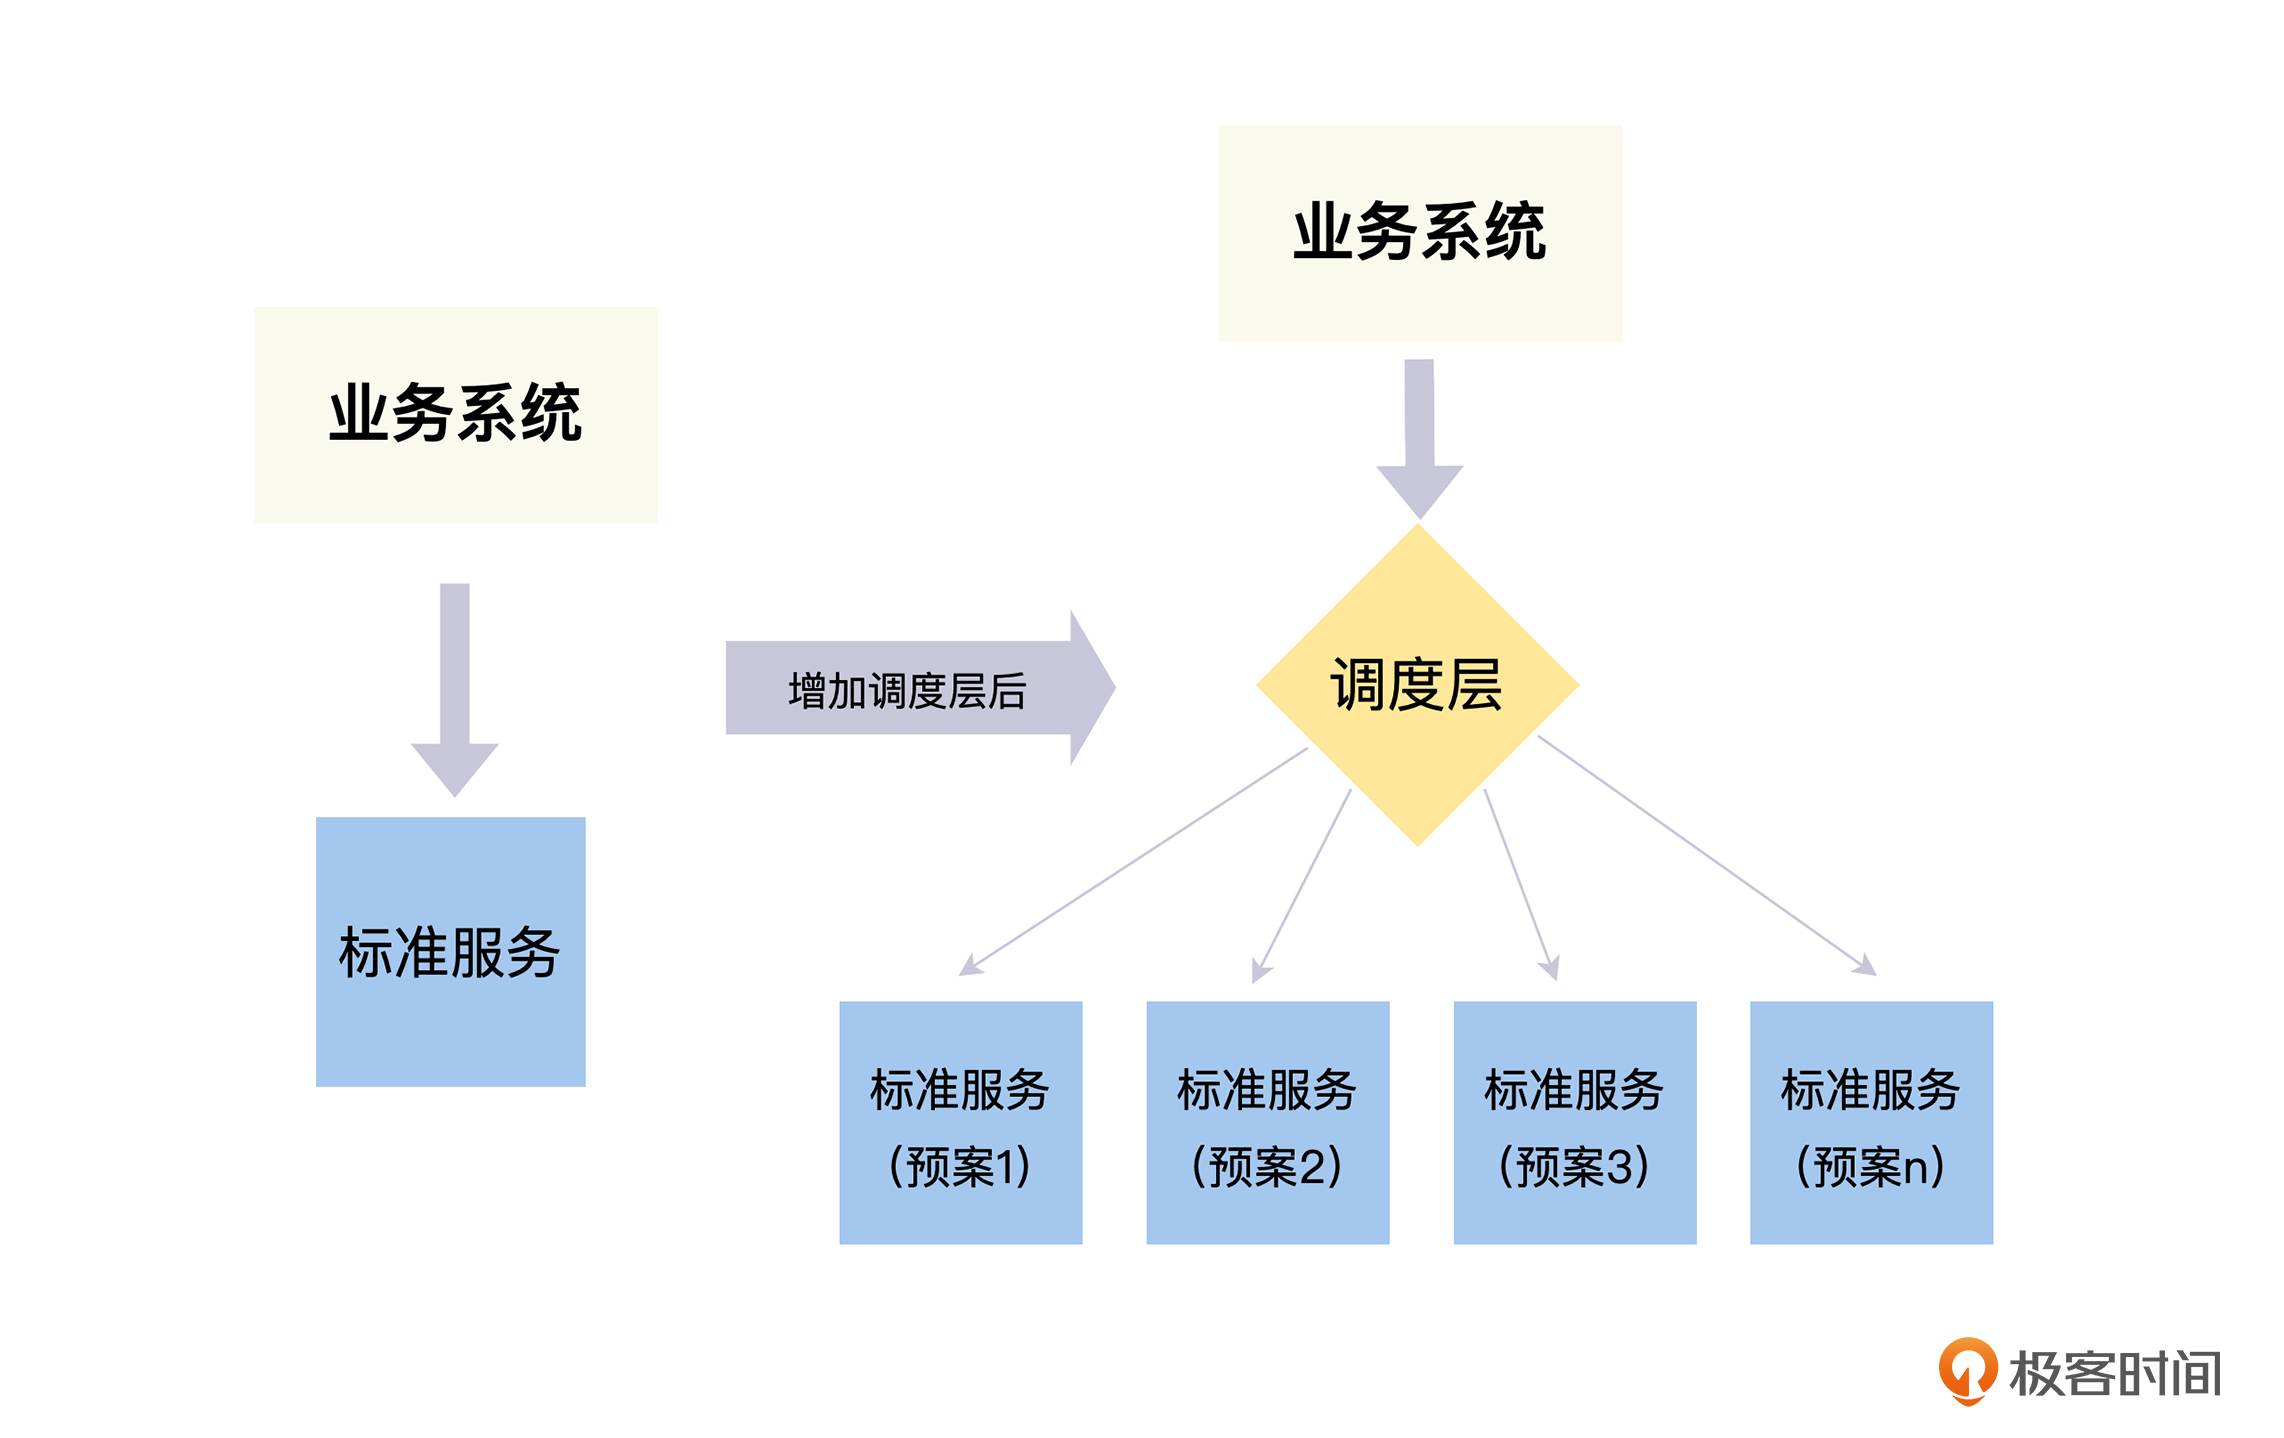 业务系统
标准服务
增加调度层后
业务系统
调度层
标准服务
(预案1)
标准服务
(预案2)
标准服务
(预案3)
标准服务
(预案n)
极客时间